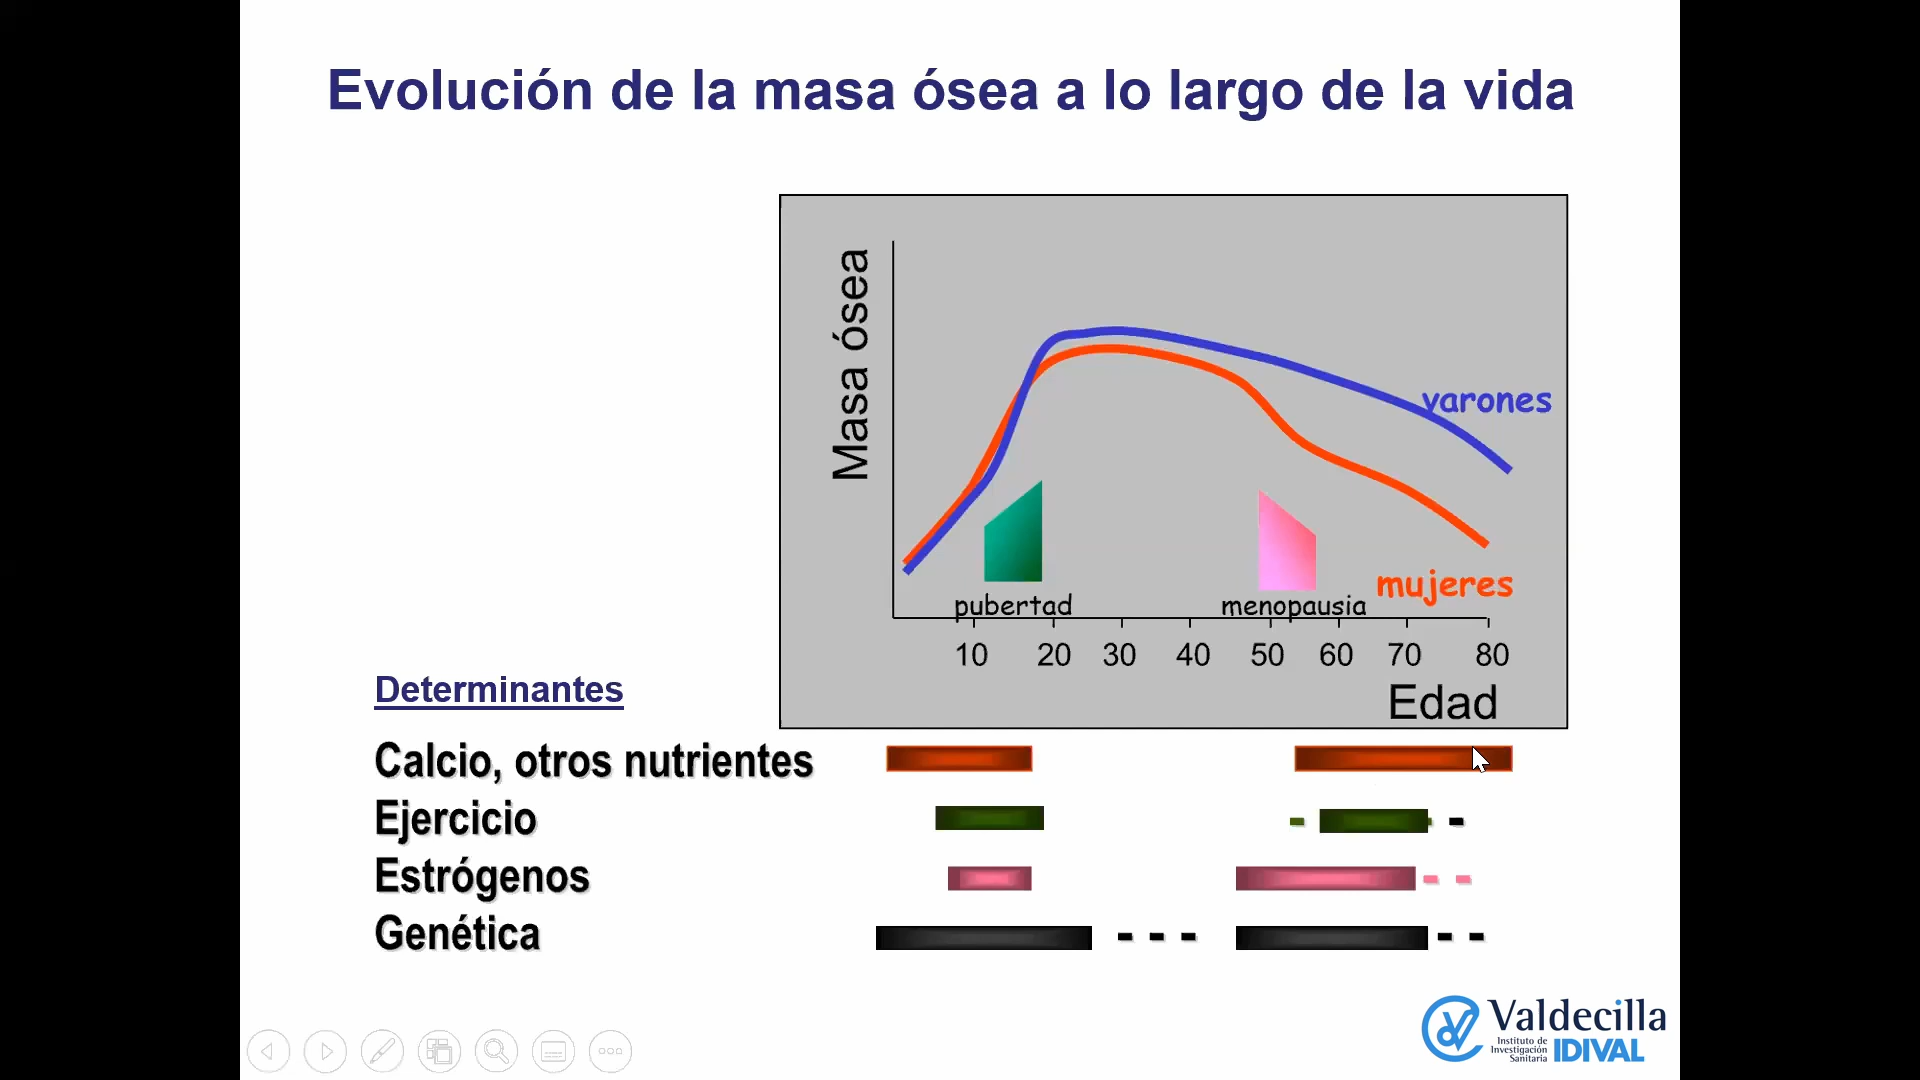 Evolución de la masa ósea a lo largo de la vida
Masa ósea
varones
mujeres
pubertad
menopausia
10 20 30 40 50 60 70 80
Edad
Determinantes
Calcio, otros nutrientes
Ejercicio
Estrógenos
Genética
Valdecilla
Instituto de
Investigación
Sanitaria
IDIVAL